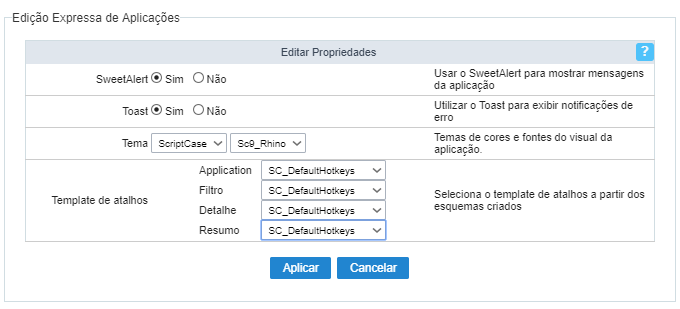 Edição Expressa de Aplicações
Editar Propriedades
?
SweetAlert Sim Não
Usar o SweetAlert para mostrar mensagens
da aplicação
Toast Sim Não
Utilizar o Toast para exibir notificações de
erro
Tema ScriptCase Sc9_Rhino
Temas de cores e fontes do visual da
aplicação.
Template de atalhos
Application SC_DefaultHotkeys
Filtro SC_DefaultHotkeys
Detalhe SC_DefaultHotkeys
Resumo SC_DefaultHotkeys
Seleciona o template de atalhos a partir dos
esquemas criados
Aplicar Cancelar